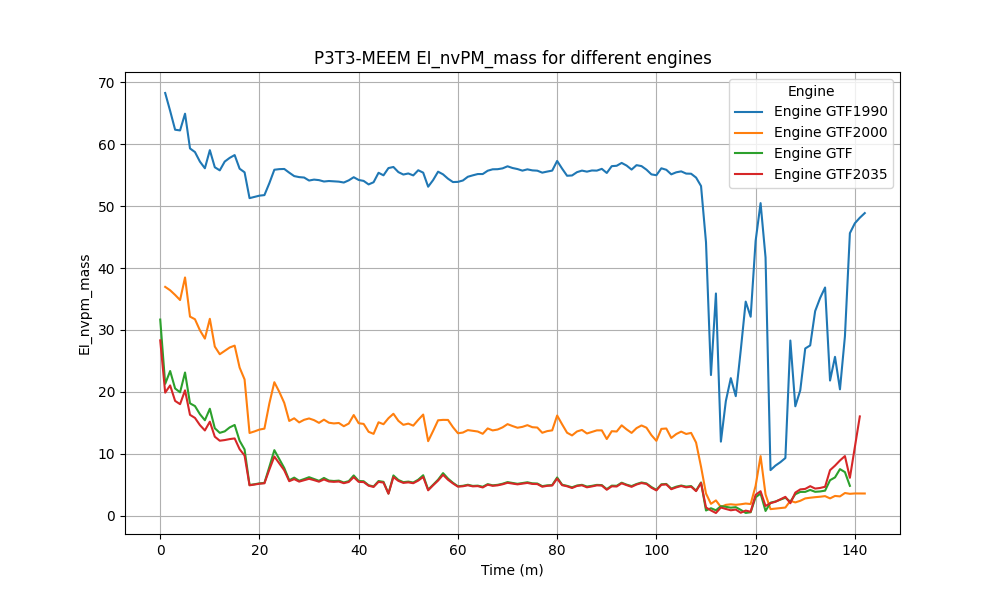 P3T3-MEEM EI_nvPM_mass for different engines
Engine
Engine GTF1990
Engine GTF2000
Engine GTF
Engine GTF2035
EI_nvpm_mass
70
60
50
40
30
20
10
0
0 20 40 60 80 100 120 140
Time (m)